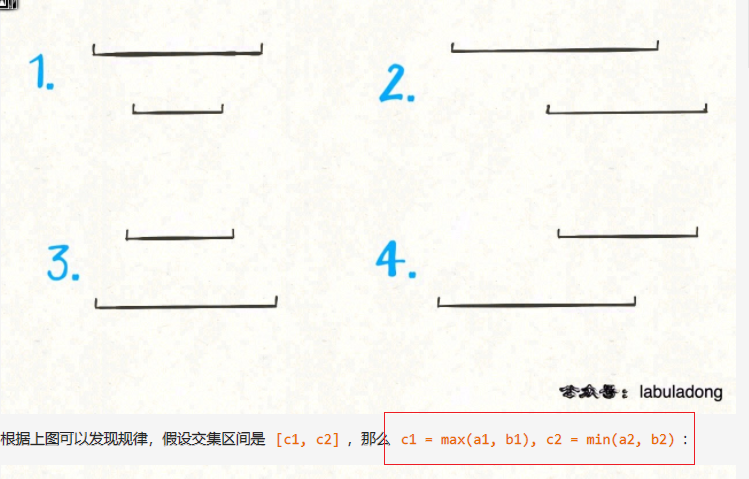 1.
2.
3.
4.
公众号：labuladong
根据上图可以发现规律，假设交集区间是 [c1, c2] ，那么 c1 = max(a1, b1), c2 = min(a2, b2) ：